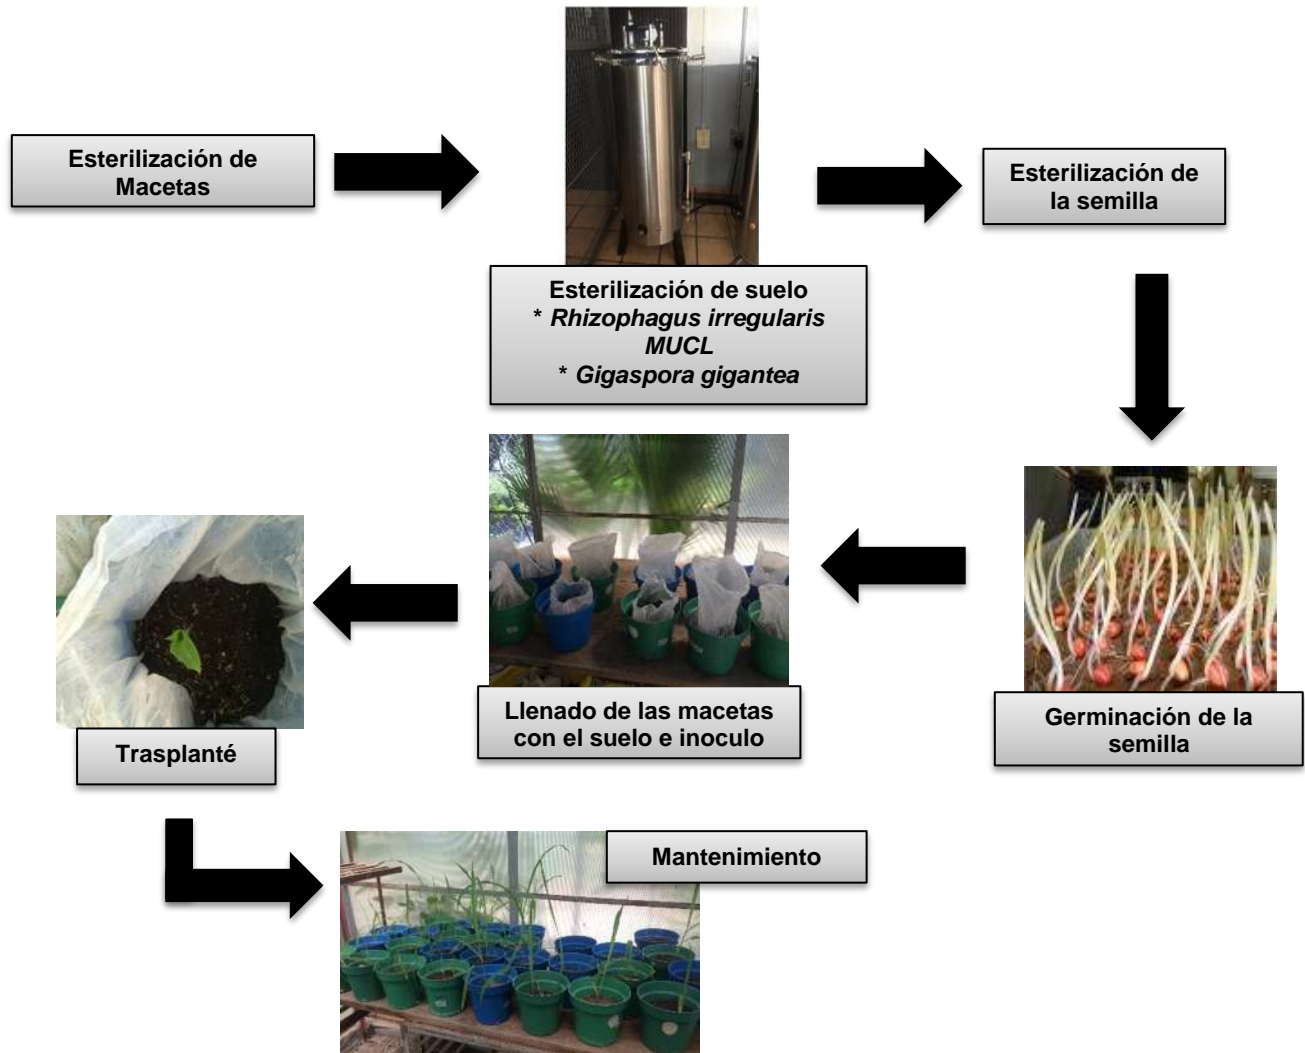 Esterilización de
Macetas
Esterilización de suelo
* Rhizophagus irregularis
MUCL
* Gigaspora gigantea
Esterilización de
la semilla
Germinación de la
semilla
Llenado de las macetas
con el suelo e inoculo
Trasplanté
Mantenimiento